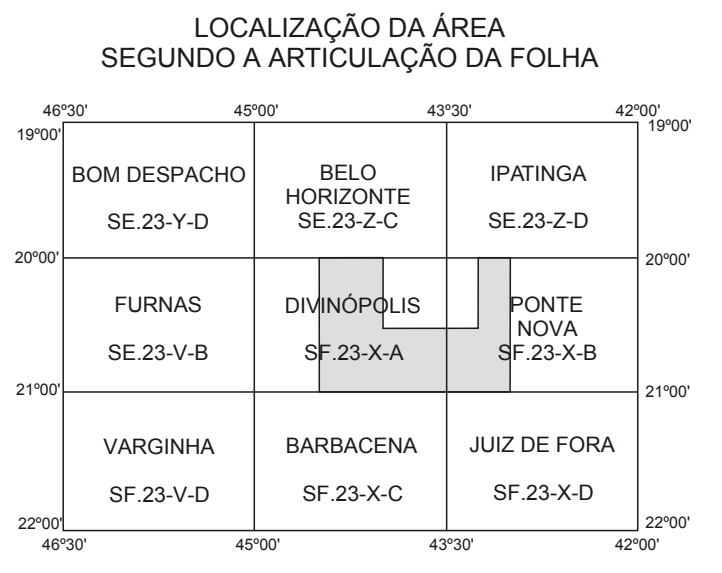 LOCALIZAÇÃO DA ÁREA
SEGUNDO A ARTICULAÇÃO DA FOLHA
46º30' 45º00' 43º30' 42º00'
19º00' 19º00'
BOM DESPACHO
SE.23-Y-D
BELO
HORIZONTE
SE.23-Z-C
IPATINGA
SE.23-Z-D
20º00' 20º00'
FURNAS
SE.23-V-B
DIVINÓPOLIS
SF.23-X-A
PONTE
NOVA
SF.23-X-B
21º00' 21º00'
VARGINHA
SF.23-V-D
BARBACENA
SF.23-X-C
JUIZ DE FORA
SF.23-X-D
22º00' 22º00'
46º30' 45º00' 43º30' 42º00'